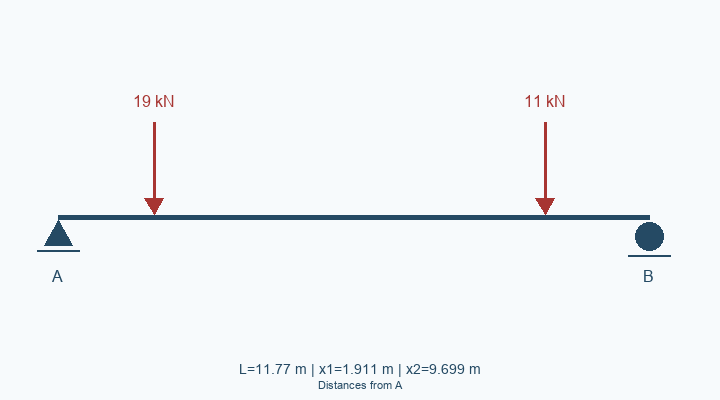 19 kN
11 kN
A
B
L=11.77 m | x1=1.911 m | x2=9.699 m
Distances from A